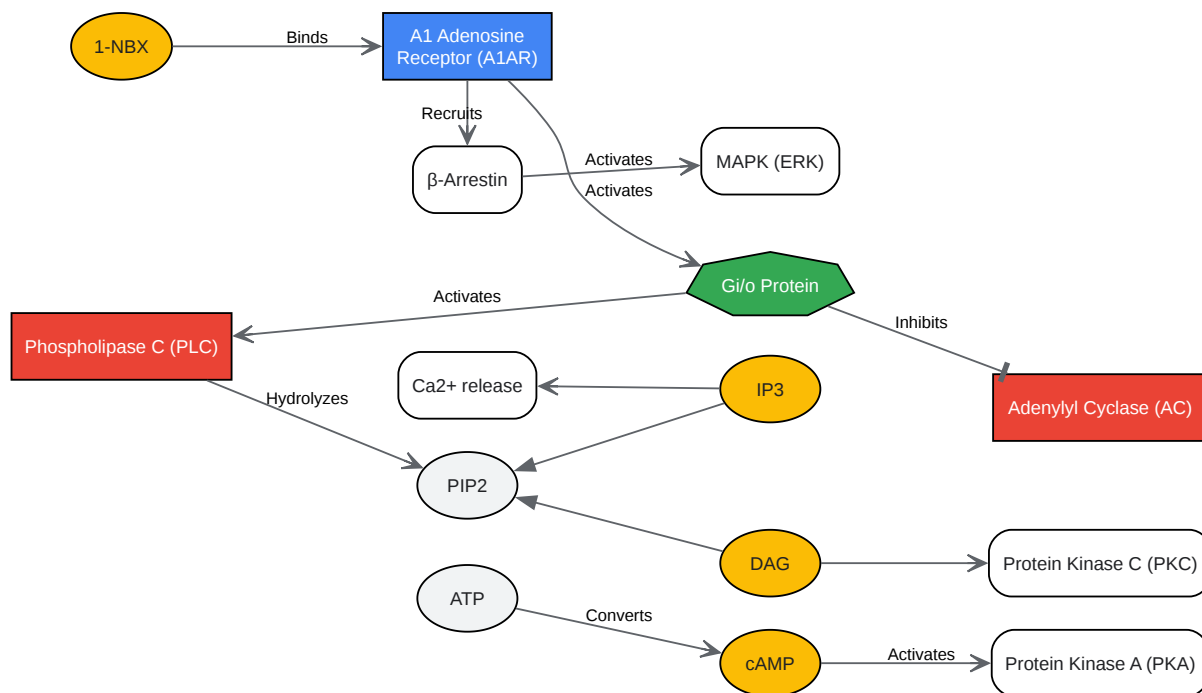 1-NBX
Binds
A1 Adenosine
Receptor (A1AR)
Recruits
β-Arrestin
Activates
MAPK (ERK)
Activates
Gi/o Protein
Activates
Inhibits
Phospholipase C (PLC)
Ca2+ release
IP3
Adenylyl Cyclase (AC)
Hydrolyzes
PIP2
DAG
Protein Kinase C (PKC)
ATP
Converts
cAMP
Activates
Protein Kinase A (PKA)